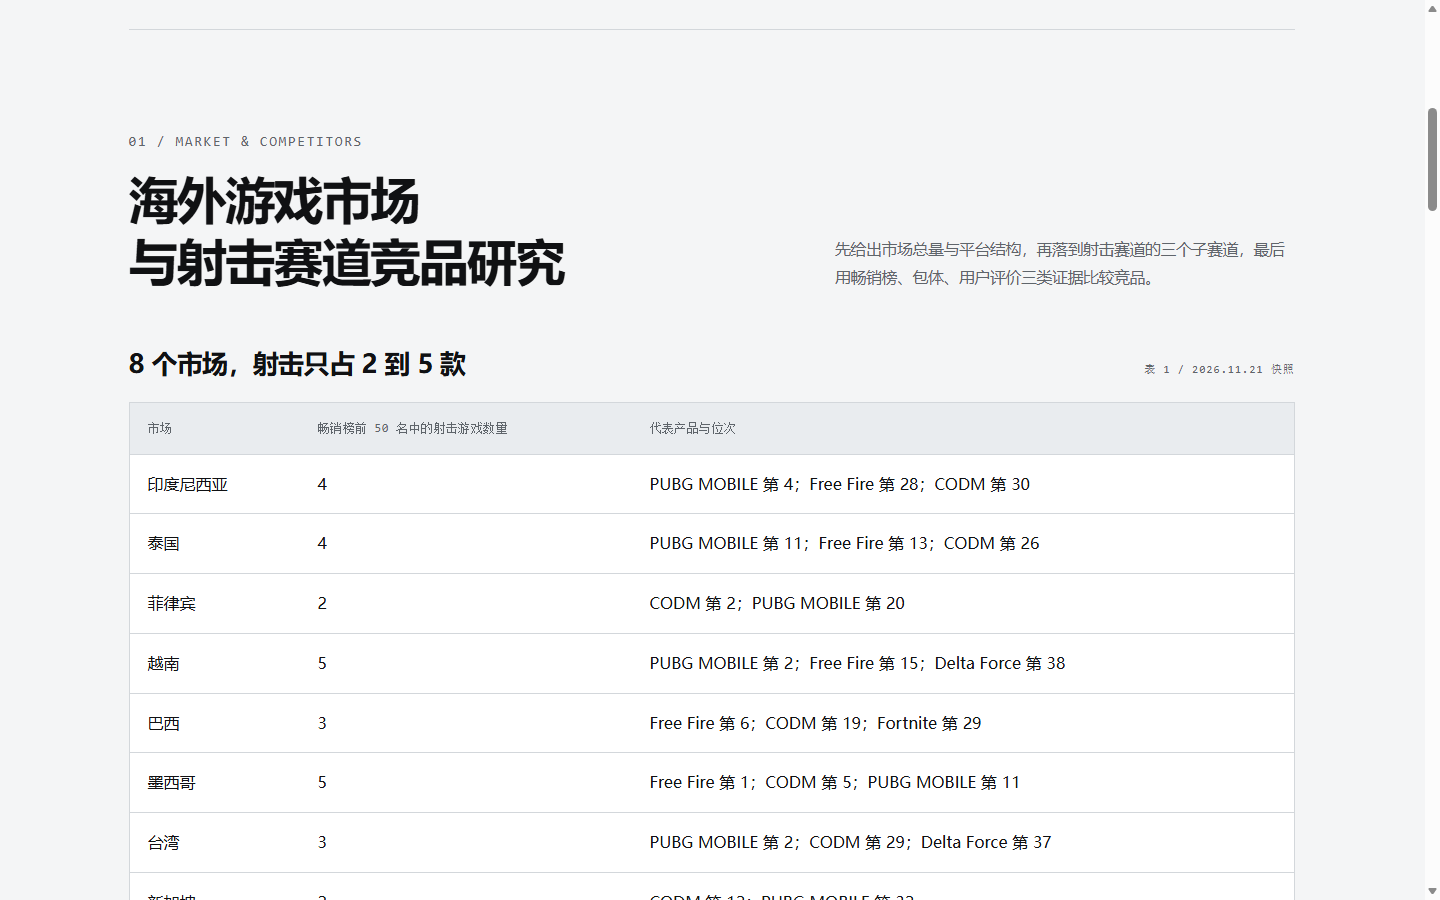 01 / MARKET & COMPETITORS
海外游戏市场
与射击赛道竞品研究
先给出市场总量与平台结构，再落到射击赛道的三个子赛道，最后
用畅销榜、包体、用户评价三类证据比较竞品。
8 个市场，射击只占 2 到 5 款
表 1 / 2026.11.21 快照
市场 畅销榜前 50 名中的射击游戏数量 代表产品与位次
印度尼西亚 4 PUBG MOBILE 第 4；Free Fire 第 28；CODM 第 30
泰国 4 PUBG MOBILE 第 11；Free Fire 第 13；CODM 第 26
菲律宾 2 CODM 第 2；PUBG MOBILE 第 20
越南 5 PUBG MOBILE 第 2；Free Fire 第 15；Delta Force 第 38
巴西 3 Free Fire 第 6；CODM 第 19；Fortnite 第 29
墨西哥 5 Free Fire 第 1；CODM 第 5；PUBG MOBILE 第 11
台湾 3 PUBG MOBILE 第 2；CODM 第 29；Delta Force 第 37
新加坡 CODM 第 PUBG MOBILE 第